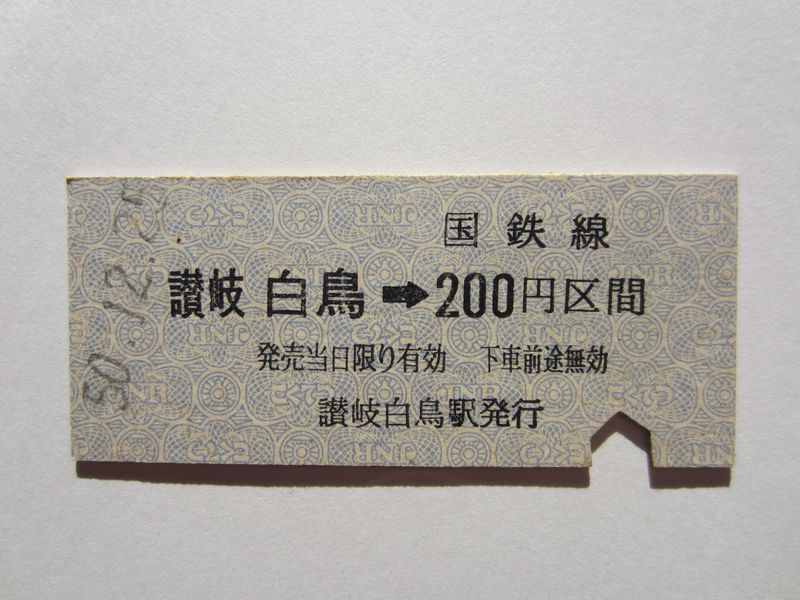 国鉄線
讃岐白鳥➡200円区間
発売当日限り有効 下車前途無効
讃岐白鳥駅発行